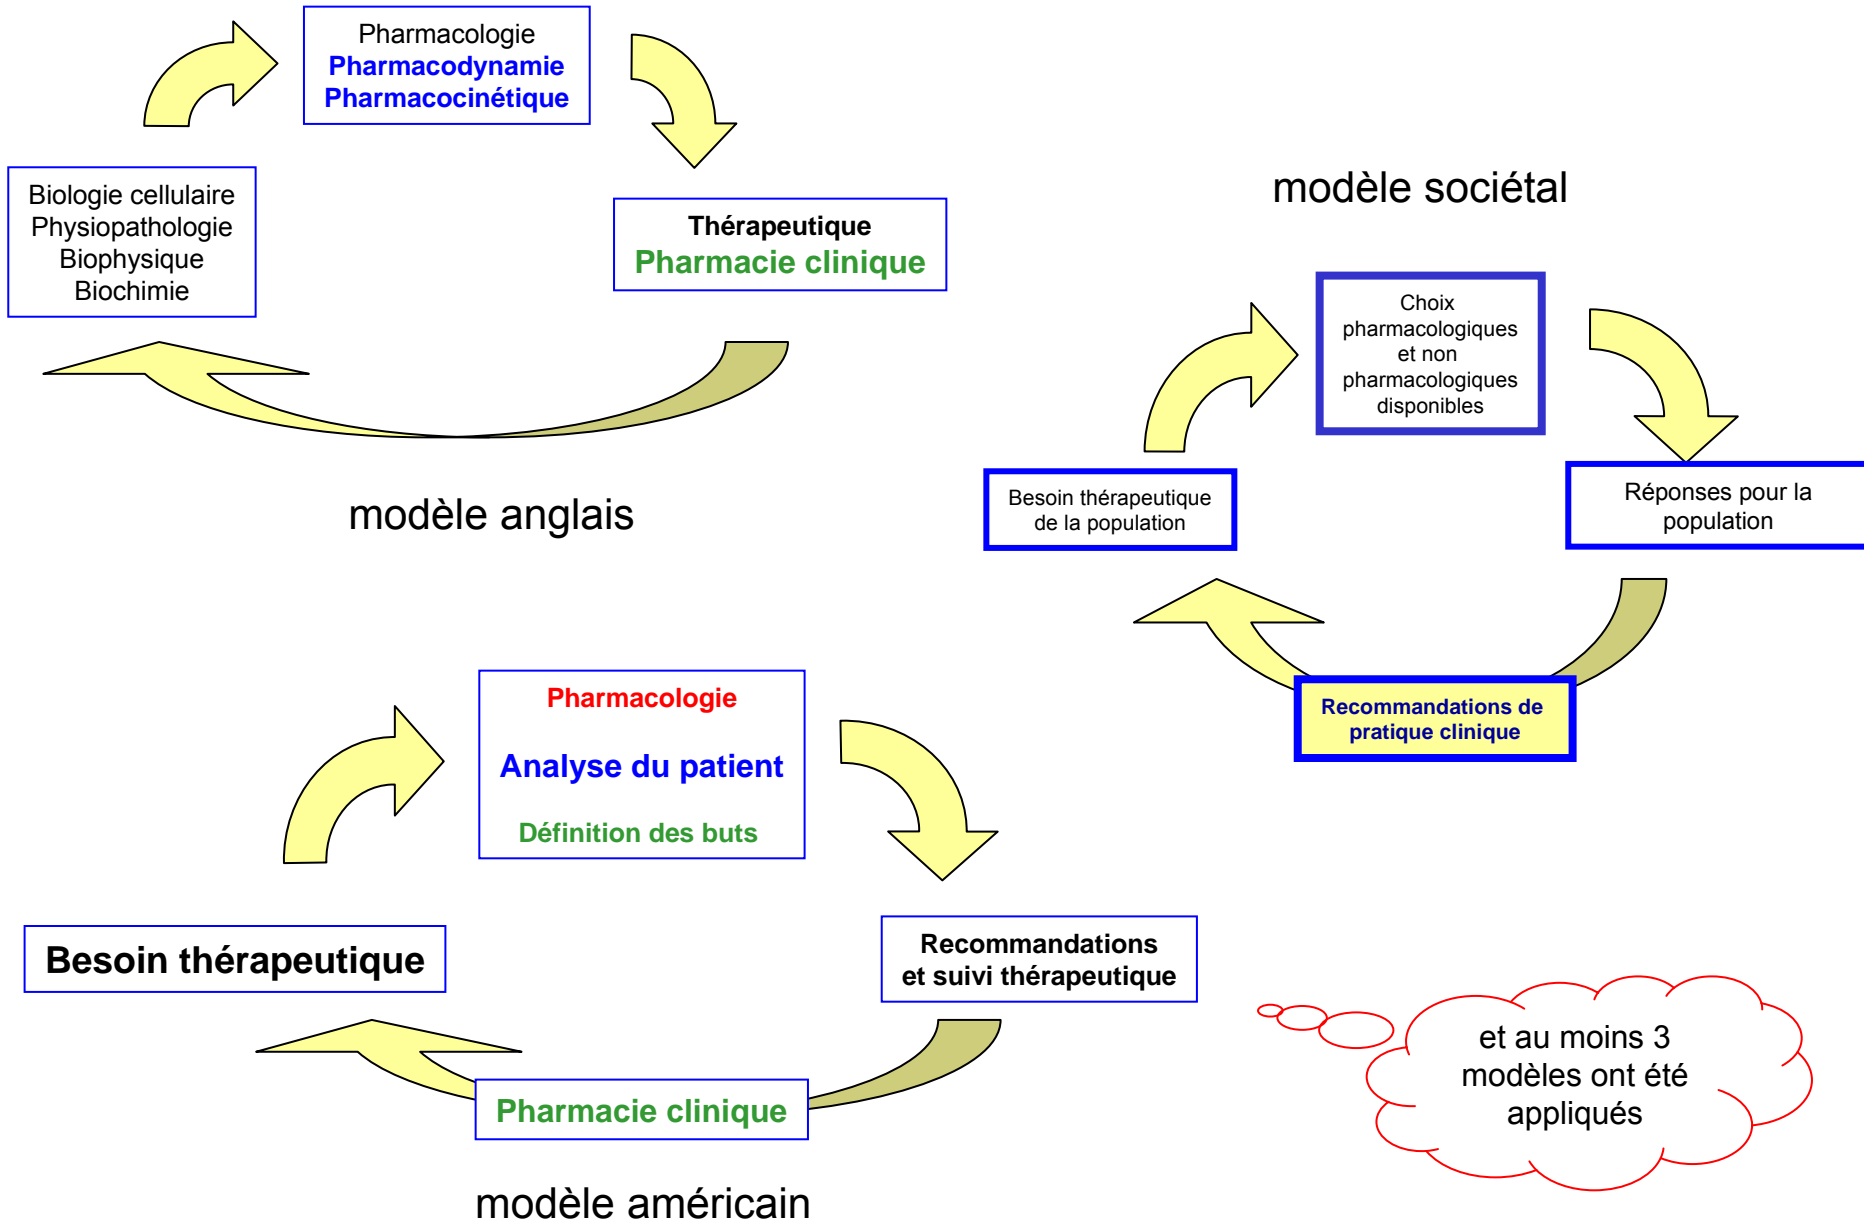 Pharmacologie
Pharmacodynamie
Pharmacocinétique
Biologie cellulaire
Physiopathologie
Biophysique
Biochimie
Thérapeutique
Pharmacie clinique
modèle anglais
modèle sociétal
Choix
pharmacologiques
et non
pharmacologiques
disponibles
Besoin thérapeutique
de la population
Réponses pour la
population
Recommandations de
pratique clinique
Pharmacologie
Analyse du patient
Définition des buts
Besoin thérapeutique
Recommandations
et suivi thérapeutique
Pharmacie clinique
modèle américain
et au moins 3
modèles ont été
appliqués